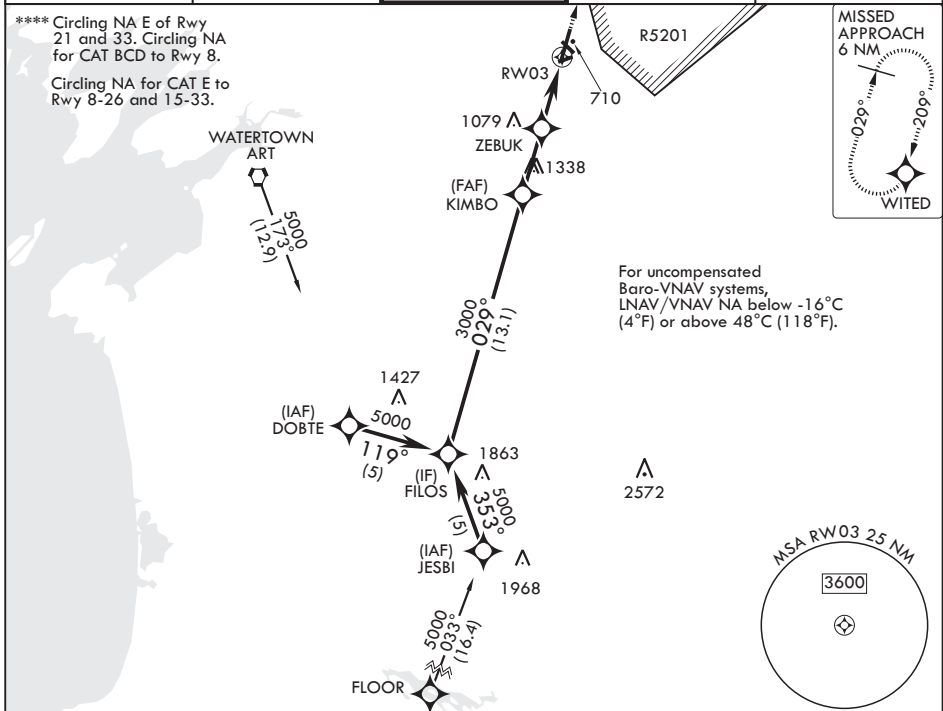 **** Circling NA E of Rwy
21 and 33. Circling NA
for CAT BCD to Rwy 8.
Circling NA for CAT E to
Rwy 8-26 and 15-33.
R5201
MISSED
APPROACH
6 NM
029°
209°
WITED
RW03
710
1079
ZEBUK
1338
WATERTOWN
ART
5000
173°
(12.9)
(FAF)
KIMBO
For uncompensated
Baro-VNAV systems,
LNAV/VNAV NA below -16°C
(4°F) or above 48°C (118°F).
3000
029°
(13.1)
1427
(IAF)
DOBTE
5000
119°
(5)
(IF)
FILOS
1863
2572
5000
353°
(5)
(IAF)
JESBI
1968
MSA RW03 25 NM
3600
5000
033°
(16.4)
FLOOR